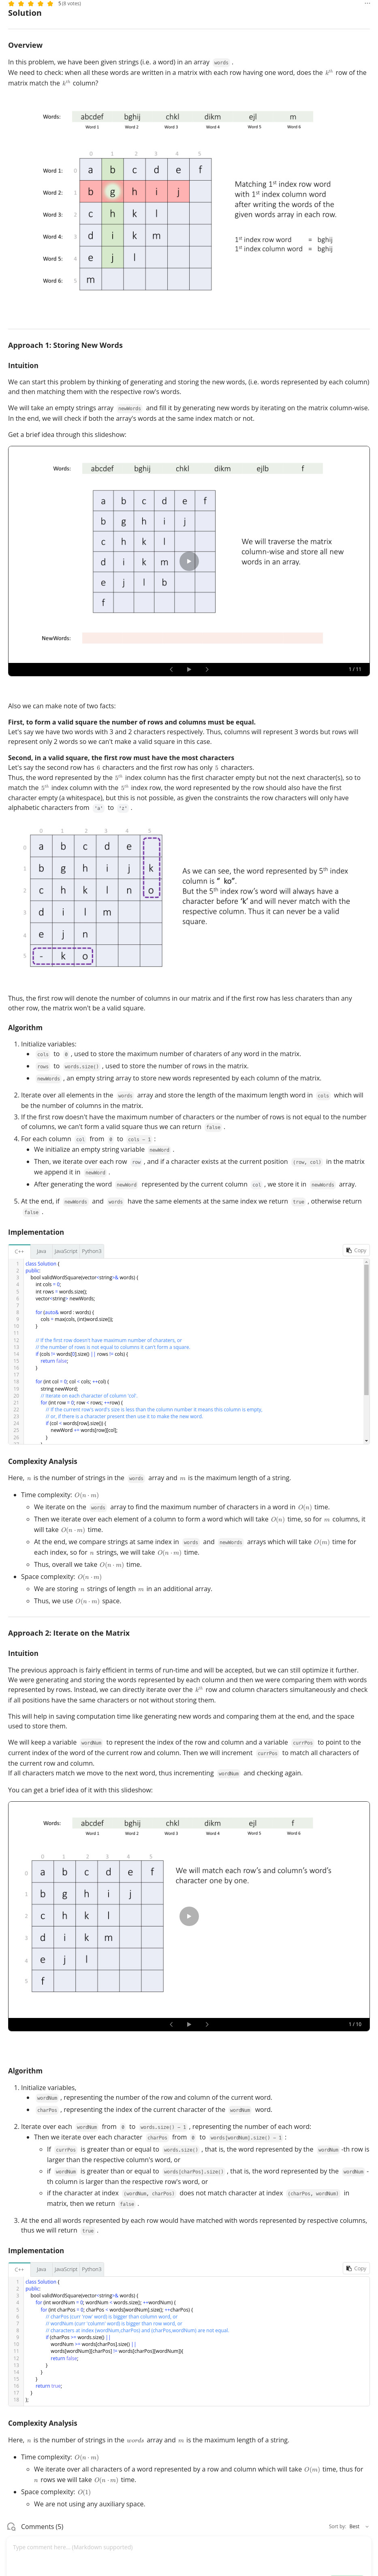 5 (8 votes)
Solution
Overview
In this problem, we have been given strings (i.e. a word) in an array words .
We need to check: when all these words are written in a matrix with each row having one word, does the kth row of the
matrix match the kth column?
Words: abcdef bghij chkl dikm ejl m
Word 1 Word 2 Word 3 Word 4 Word 5 Word 6
0 1 2 3 4 5
Word 1: 0 a b c d e f
Word 2: 1 b g h i j
Word 3: 2 c h k l
Word 4: 3 d i k m
Word 5: 4 e j l
Word 6: 5 m
Matching 1st index row word
with 1st index column word
after writing the words of the
given words array in each row.
1st index row word = bghij
1st index column word = bghij
Approach 1: Storing New Words
Intuition
We can start this problem by thinking of generating and storing the new words, (i.e. words represented by each column)
and then matching them with the respective row's words.
We will take an empty strings array newWords and fill it by generating new words by iterating on the matrix column-wise.
In the end, we will check if both the array's words at the same index match or not.
Get a brief idea through this slideshow:
Words: abcdef bghij chkl dikm ejlb f
a b c d e f
b g h i j
c h k l
d i k m
e j l b
f
We will traverse the matrix
column-wise and store all new
words in an array.
NewWords:
1 / 11
Also we can make note of two facts:
First, to form a valid square the number of rows and columns must be equal.
Let's say we have two words with 3 and 2 characters respectively. Thus, columns will represent 3 words but rows will
represent only 2 words so we can't make a valid square in this case.
Second, in a valid square, the first row must have the most characters
Let's say the second row has 6 characters and the first row has only 5 characters.
Thus, the word represented by the 5th index column has the first character empty but not the next character(s), so to
match the 5th index column with the 5th index row, the word represented by the row should also have the first
character empty (a whitespace), but this is not possible, as given the constraints the row characters will only have
alphabetic characters from 'a' to 'z' .
0 1 2 3 4 5
0 a b c d e
1 b g h i j k
2 c h k l n o
3 d i l m
4 e j n
5 - k o
As we can see, the word represented by 5th index
column is “ ko”.
But the 5th index row’s word will always have a
character before ‘k’ and will never match with the
respective column. Thus it can never be a valid
square.
Thus, the first row will denote the number of columns in our matrix and if the first row has less charaters than any
other row, the matrix won't be a valid square.
Algorithm
1. Initialize variables:
cols to 0 , used to store the maximum number of charaters of any word in the matrix.
rows to words.size() , used to store the number of rows in the matrix.
newWords , an empty string array to store new words represented by each column of the matrix.
2. Iterate over all elements in the words array and store the length of the maximum length word in cols which will
be the number of columns in the matrix.
3. If the first row doesn't have the maximum number of characters or the number of rows is not equal to the number
of columns, we can't form a valid square thus we can return false .
4. For each column col from 0 to cols - 1 :
We initialize an empty string variable newWord .
Then, we iterate over each row row , and if a character exists at the current position (row, col) in the matrix
we append it in newWord .
After generating the word newWord represented by the current column col , we store it in newWords array.
5. At the end, if newWords and words have the same elements at the same index we return true , otherwise return
false .
Implementation
C++ Java JavaScript Python3 Copy
1 class Solution {
2 public:
3 bool validWordSquare(vector<string>& words) {
4 int cols = 0;
5 int rows = words.size();
6 vector<string> newWords;
7
8 for (auto& word : words) {
9 cols = max(cols, (int)word.size());
10 }
11
12 // If the first row doesn't have maximum number of charaters, or
13 // the number of rows is not equal to columns it can't form a square.
14 if (cols != words[0].size() || rows != cols) {
15 return false;
16 }
17
18 for (int col = 0; col < cols; ++col) {
19 string newWord;
20 // Iterate on each character of column 'col'.
21 for (int row = 0; row < rows; ++row) {
22 // If the current row's word's size is less than the column number it means this column is empty,
23 // or, if there is a character present then use it to make the new word.
24 if (col < words[row].size()) {
25 newWord += words[row][col];
26 }
Complexity Analysis
Here, n is the number of strings in the words array and m is the maximum length of a string.
Time complexity: O(n · m)
We iterate on the words array to find the maximum number of characters in a word in O(n) time.
Then we iterate over each element of a column to form a word which will take O(n) time, so for m columns, it
will take O(n · m) time.
At the end, we compare strings at same index in words and newWords arrays which will take O(m) time for
each index, so for n strings, we will take O(n · m) time.
Thus, overall we take O(n · m) time.
Space complexity: O(n · m)
We are storing n strings of length m in an additional array.
Thus, we use O(n · m) space.
Approach 2: Iterate on the Matrix
Intuition
The previous approach is fairly efficient in terms of run-time and will be accepted, but we can still optimize it further.
We were generating and storing the words represented by each column and then we were comparing them with words
represented by rows. Instead, we can directly iterate over the kth row and column characters simultaneously and check
if all positions have the same characters or not without storing them.
This will help in saving computation time like generating new words and comparing them at the end, and the space
used to store them.
We will keep a variable wordNum to represent the index of the row and column and a variable currPos to point to the
current index of the word of the current row and column. Then we will increment currPos to match all characters of
the current row and column.
If all characters match we move to the next word, thus incrementing wordNum and checking again.
You can get a brief idea of it with this slideshow:
Words: abcdef bghij chkl dikm ejl f
Word 1 Word 2 Word 3 Word 4 Word 5 Word 6
0 1 2 3 4 5
0 a b c d e f
1 b g h i j
2 c h k l
3 d i k m
4 e j l
5 f
We will match each row’s and column’s word’s
character one by one.
1 / 10
Algorithm
1. Initialize variables,
wordNum , representing the number of the row and column of the current word.
charPos , representing the index of the current character of the wordNum word.
2. Iterate over each wordNum from 0 to words.size() - 1 , representing the number of each word:
Then we iterate over each character charPos from 0 to words[wordNum].size() - 1 :
If currPos is greater than or equal to words.size() , that is, the word represented by the wordNum -th row is
larger than the respective column's word, or
if wordNum is greater than or equal to words[charPos].size() , that is, the word represented by the wordNum -
th column is larger than the respective row's word, or
if the character at index (wordNum, charPos) does not match character at index (charPos, wordNum) in
matrix, then we return false .
3. At the end all words represented by each row would have matched with words represented by respective columns,
thus we will return true .
Implementation
C++ Java JavaScript Python3 Copy
1 class Solution {
2 public:
3 bool validWordSquare(vector<string>& words) {
4 for (int wordNum = 0; wordNum < words.size(); ++wordNum) {
5 for (int charPos = 0; charPos < words[wordNum].size(); ++charPos) {
6 // charPos (curr 'row' word) is bigger than column word, or
7 // wordNum (curr 'column' word) is bigger than row word, or
8 // characters at index (wordNum,charPos) and (charPos,wordNum) are not equal.
9 if (charPos >= words.size() ||
10 wordNum >= words[charPos].size() ||
11 words[wordNum][charPos] != words[charPos][wordNum]){
12 return false;
13 }
14 }
15 }
16 return true;
17 }
18 };
Complexity Analysis
Here, n is the number of strings in the words array and m is the maximum length of a string.
Time complexity: O(n · m)
We iterate over all characters of a word represented by a row and column which will take O(m) time, thus for
n rows we will take O(n · m) time.
Space complexity: O(1)
We are not using any auxiliary space.
Comments (5) Sort by: Best
Type comment here... (Markdown supported)